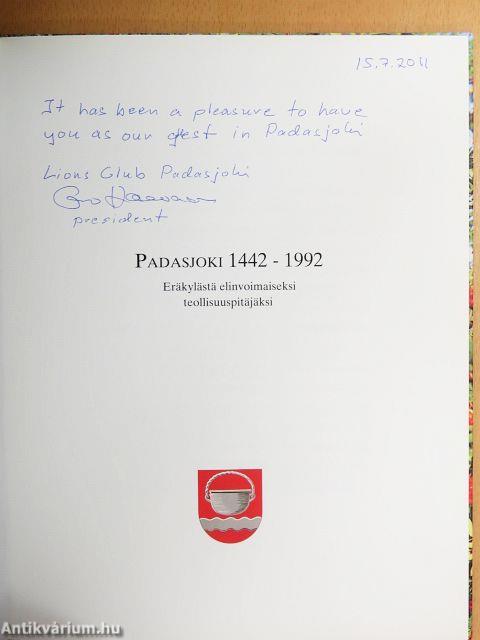 15.7.2011
It has been a pleasure to have
you as our gest in Padasjoki
Lions Club Padasjoki
president
PADASJOKI 1442 - 1992
Eräkylästä elinvoimaiseksi
teollisuuspitäjäksi
Antikvárium.hu